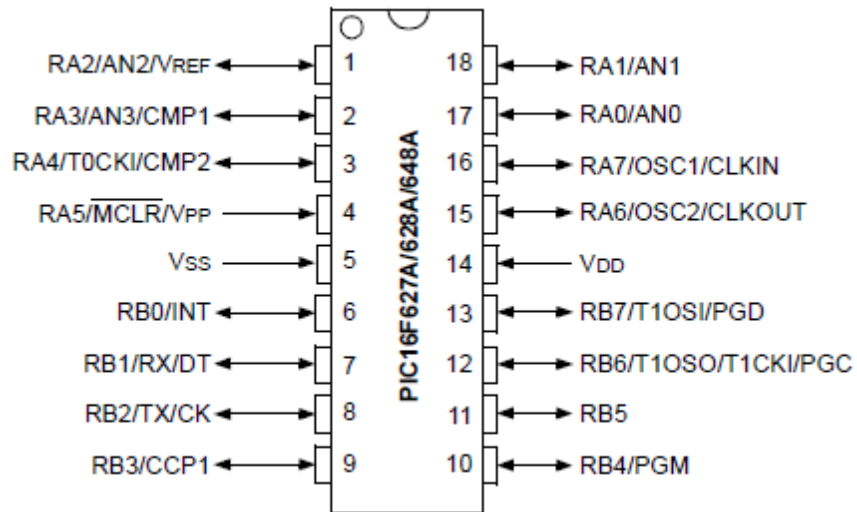 RA2/AN2/VREF 1 18 RA1/AN1
RA3/AN3/CMP1 2 17 RA0/AN0
RA4/T0CKI/CMP2 3 16 RA7/OSC1/CLKIN
RA5/MCLR/VPP 4 15 RA6/OSC2/CLKOUT
VSS 5 14 VDD
RB0/INT 6 13 RB7/T1OSI/PGD
RB1/RX/DT 7 12 RB6/T1OSO/T1CKI/PGC
RB2/TX/CK 8 11 RB5
RB3/CCP1 9 10 RB4/PGM
PIC16F627A/628A/648A